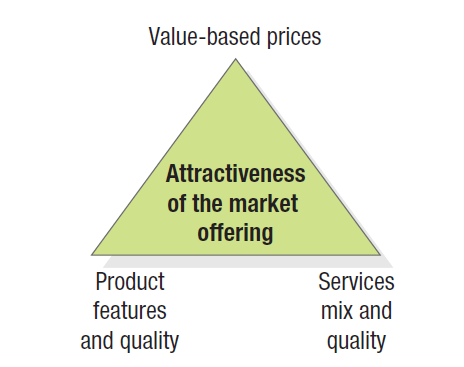 Value-based prices
Attractiveness
of the market
offering
Product
features
and quality
Services
mix and
quality